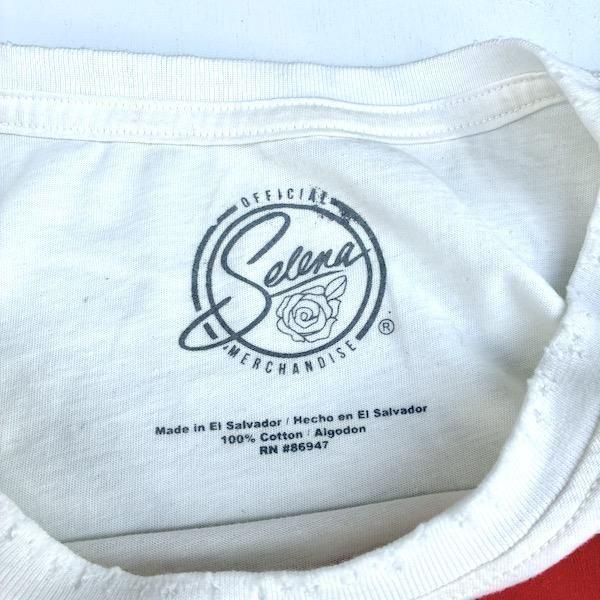 OFFICIAL
Selena
MERCHANDISE
®
Made in El Salvador / Hecho en El Salvador
100% Cotton / Algodon
RN #86947